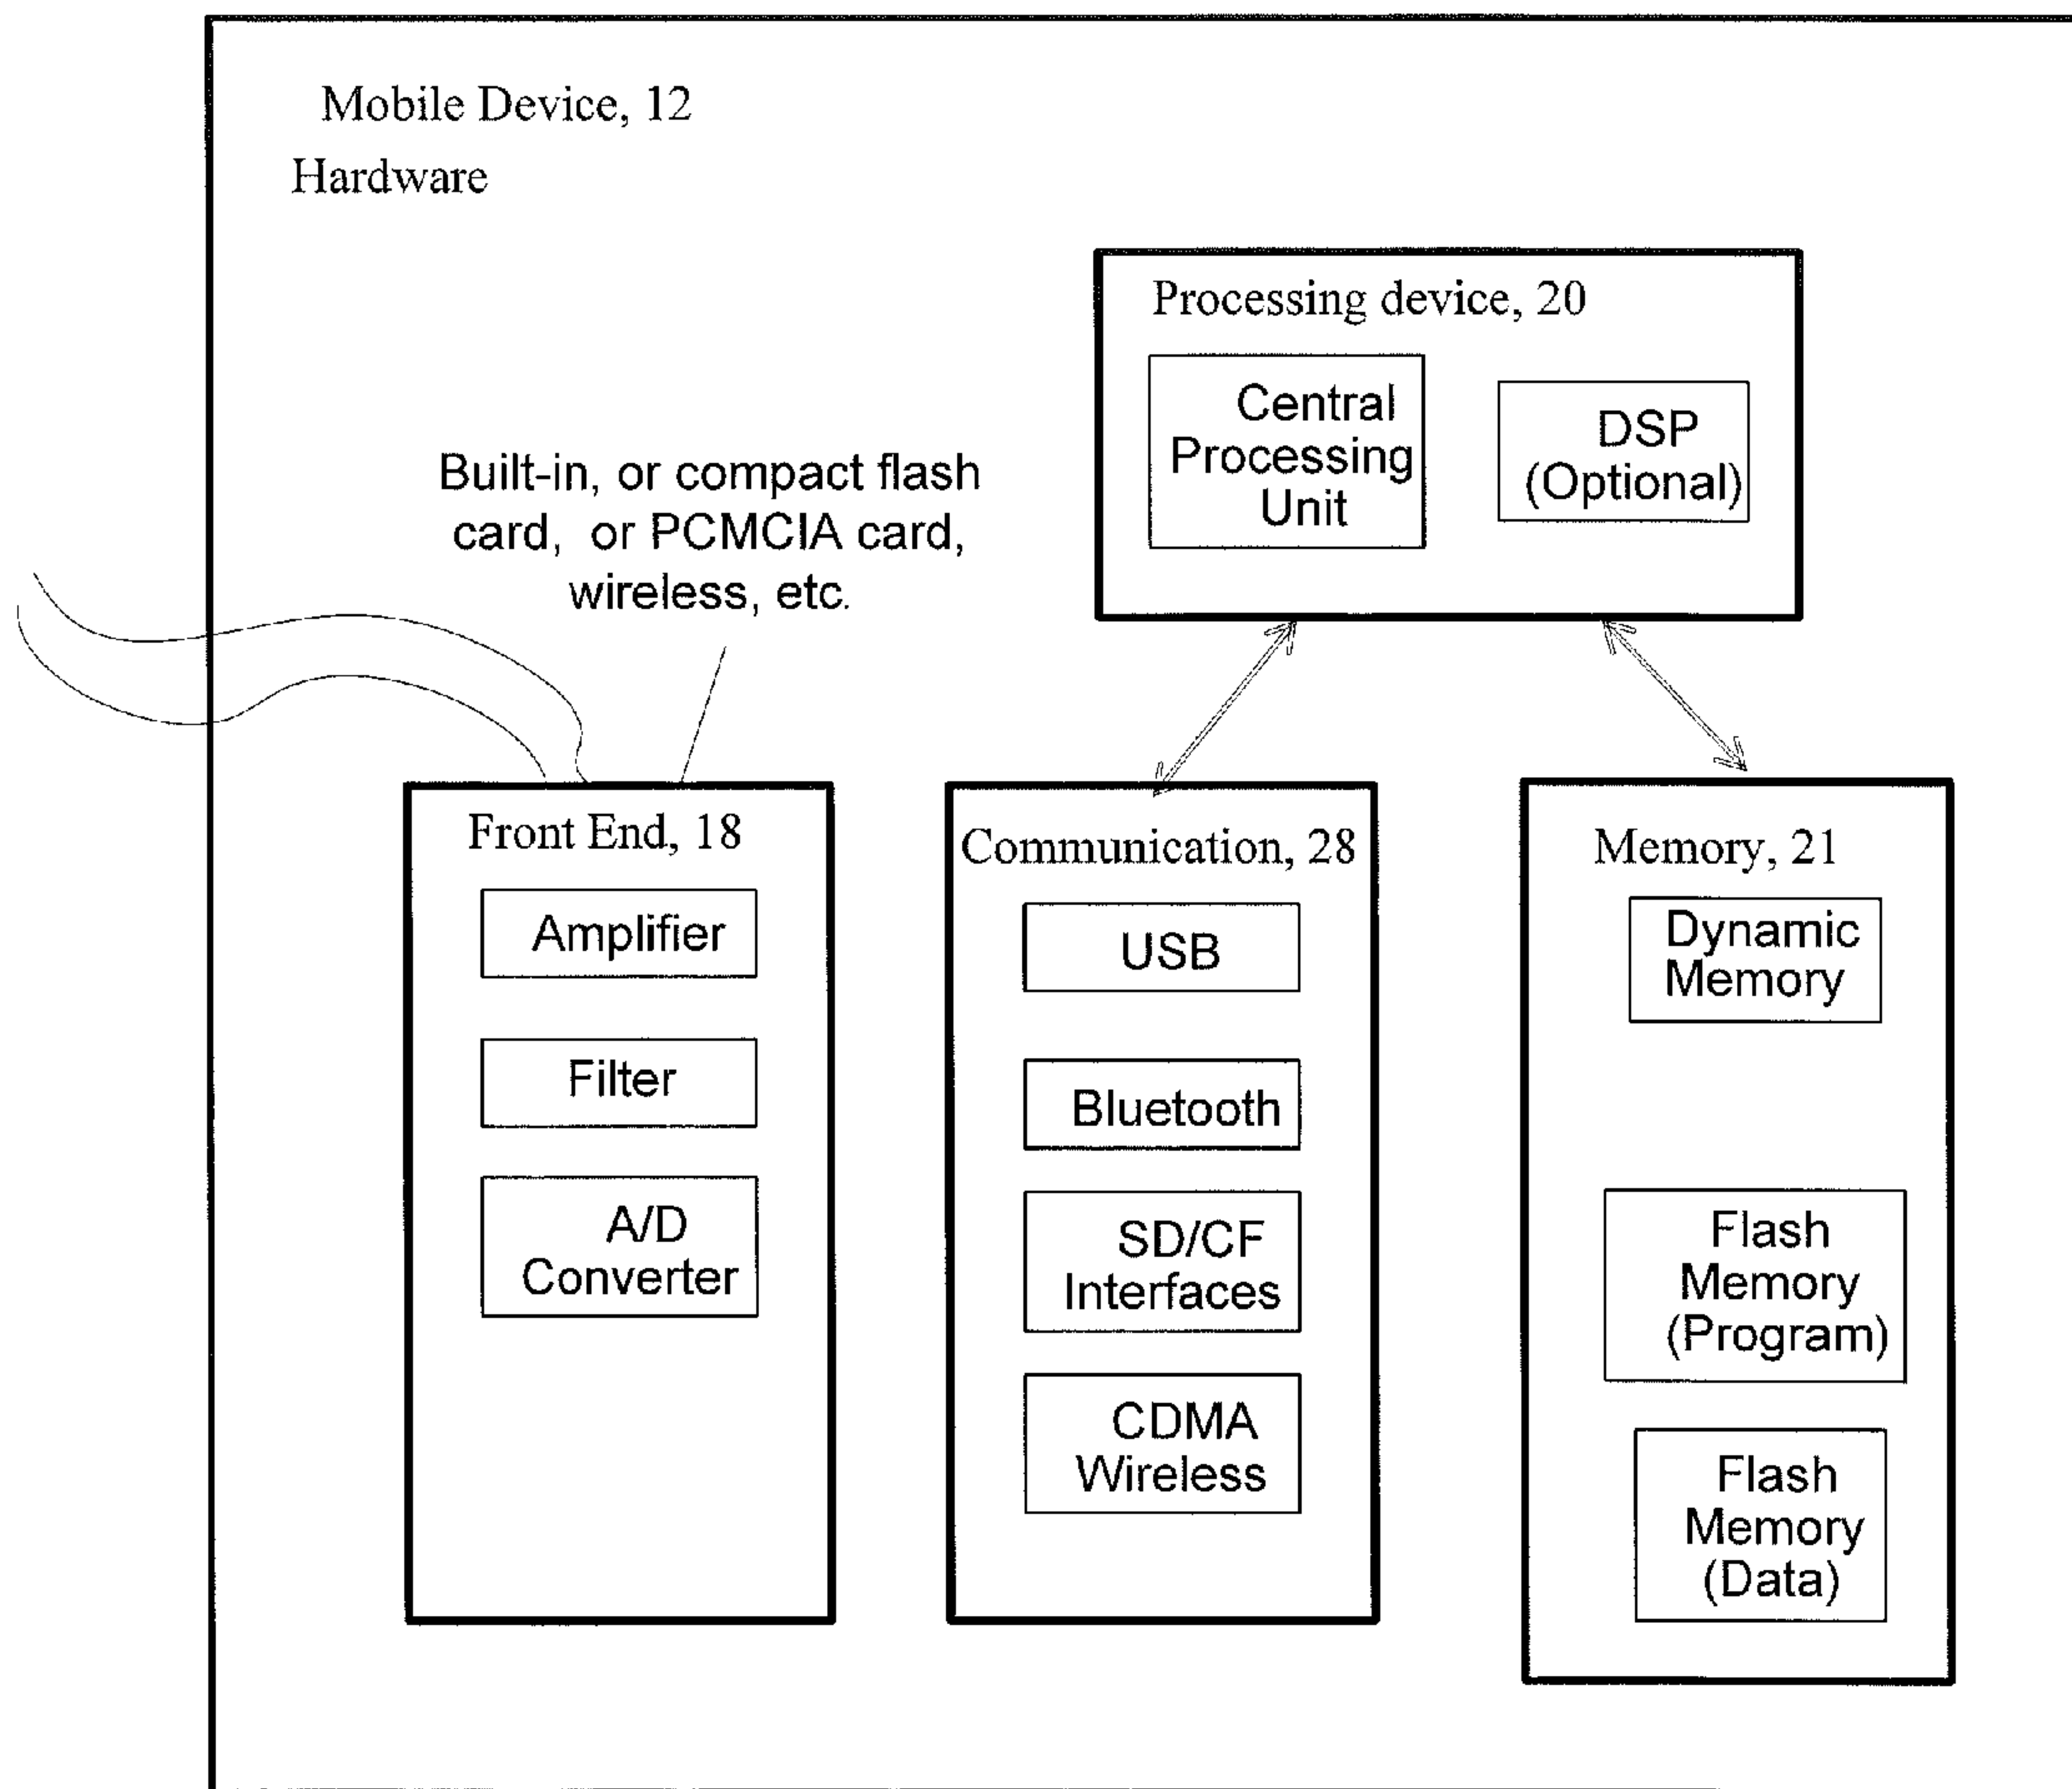 Mobile Device, 12
Hardware
Processing device, 20
Central
Processing
Unit
DSP
(Optional)
Built-in, or compact flash
card, or PCMCIA card,
wireless, etc.
Front End, 18
Amplifier
Filter
A/D
Converter
Communication, 28
USB
Bluetooth
SD/CF
Interfaces
CDMA
Wireless
Memory, 21
Dynamic
Memory
Flash
Memory
(Program)
Flash
Memory
(Data)